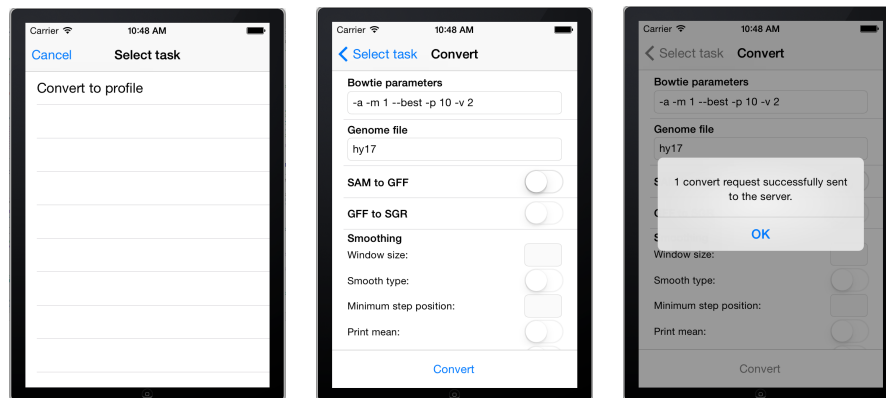 Carrier 10:48 AM
Cancel Select task
Convert to profile
Carrier 10:48 AM
Select task Convert
Bowtie parameters
-a -m 1 --best -p 10 -v 2
Genome file
hy17
SAM to GFF
GFF to SGR
Smoothing
Window size:
Smooth type:
Minimum step position:
Print mean:
Convert
Carrier 10:48 AM
Select task Convert
Bowtie parameters
-a -m 1 --best -p 10 -v 2
Genome file
hy17
S
1 convert request successfully sent
to the server.
G
OK
S
Window size:
Smooth type:
Minimum step position:
Print mean:
Convert